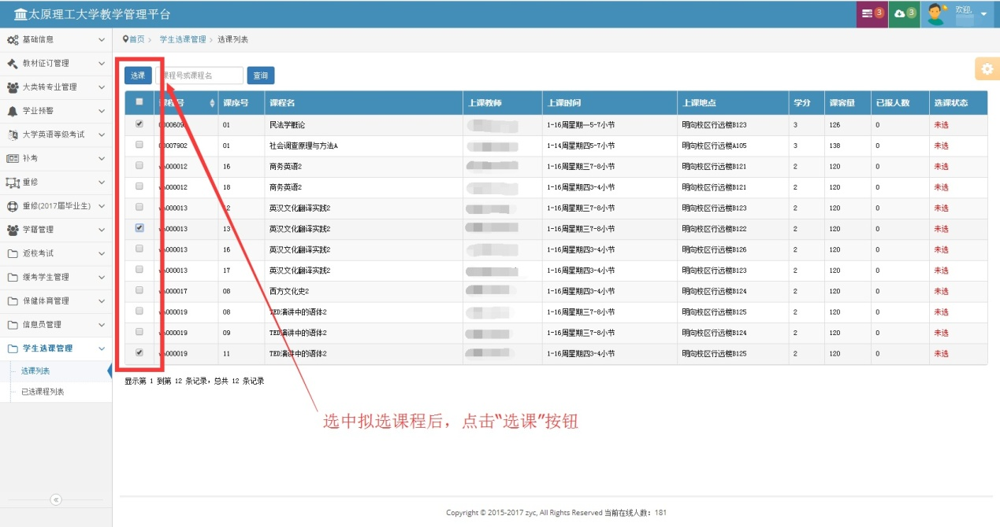 太原理工大学教学管理平台
3
3
欢迎,
基础信息
教材征订管理
大类转专业管理
学业预警
大学英语等级考试
补考
重修
重修(2017届毕业生)
学籍管理
返校考试
缓考学生管理
保健体育管理
信息员管理
学生选课管理
选课列表
已选课程列表
首页 > 学生选课管理 > 选课列表
选课 课程号或课程名 查询
课程号 课序号 课程名 上课教师 上课时间 上课地点 学分 课容量 已报人数 选课状态
01 民法学概论 1-16周星期一5-7小节 明向校区行远楼B123 3 126 0 未选
00007902 01 社会调查原理与方法A 1-14周星期四5-7小节 明向校区行远楼A105 3 138 0 未选
000012 16 商务英语2 1-16周星期三7-8小节 明向校区行远楼B121 2 120 0 未选
000012 18 商务英语2 1-16周星期四3-4小节 明向校区行远楼B121 2 120 0 未选
000013 12 英汉文化翻译实践2 1-16周星期三7-8小节 明向校区行远楼B123 2 120 0 未选
000013 13 英汉文化翻译实践2 1-16周星期三7-8小节 明向校区行远楼B122 2 120 0 未选
000013 16 英汉文化翻译实践2 1-16周星期四3-4小节 明向校区行远楼B126 2 120 0 未选
000013 17 英汉文化翻译实践2 1-16周星期四3-4小节 明向校区行远楼B123 2 120 0 未选
000017 08 西方文化史2 1-16周星期四3-4小节 明向校区行远楼B124 2 120 0 未选
000019 08 TED演讲中的语体2 1-16周星期三7-8小节 明向校区行远楼B125 2 120 0 未选
000019 09 TED演讲中的语体2 1-16周星期三7-8小节 明向校区行远楼B124 2 120 0 未选
000019 11 TED演讲中的语体2 1-16周星期四3-4小节 明向校区行远楼B125 2 120 0 未选
显示第 1 到第 12 条记录，总共 12 条记录
选中拟选课程后，点击“选课”按钮
Copyright © 2015-2017 zyc, All Rights Reserved 当前在线人数：181